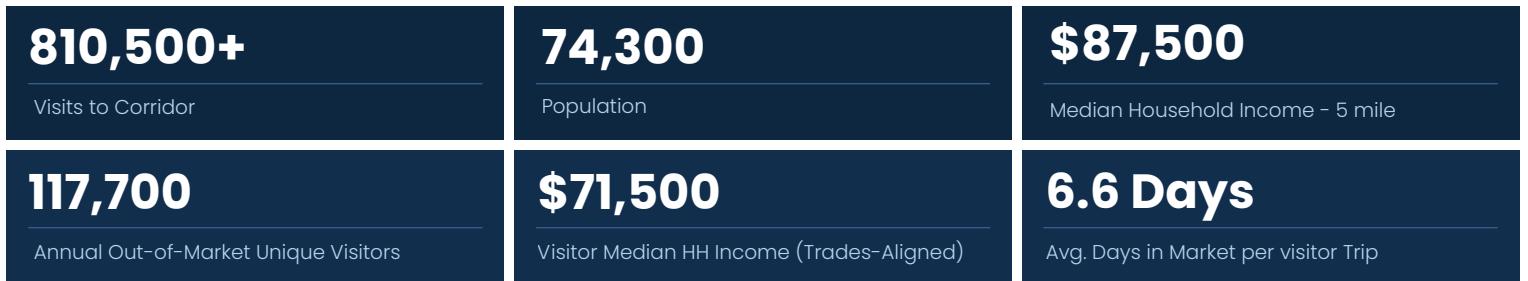 810,500+
Visits to Corridor
74,300
Population
$87,500
Median Household Income - 5 mile
117,700
Annual Out-of-Market Unique Visitors
$71,500
Visitor Median HH Income (Trades-Aligned)
6.6 Days
Avg. Days in Market per visitor Trip